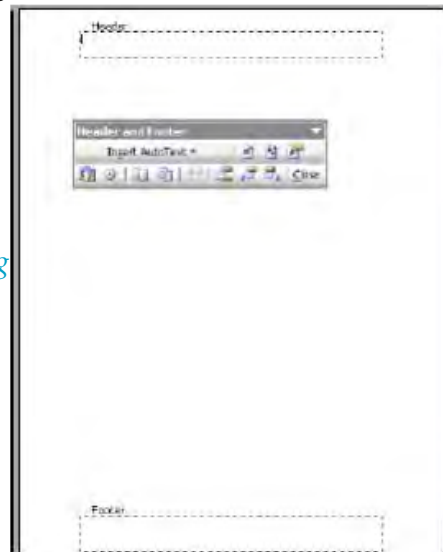 Header
Header and Footer
Insert AutoText
Close
g
Footer